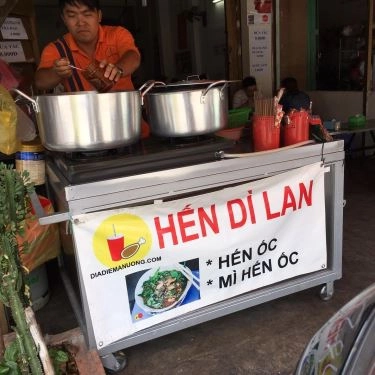 HẾN DÌ LAN
DIADIEMANUONG.COM
* HẾN ỐC
* MÌ HẾN ỐC